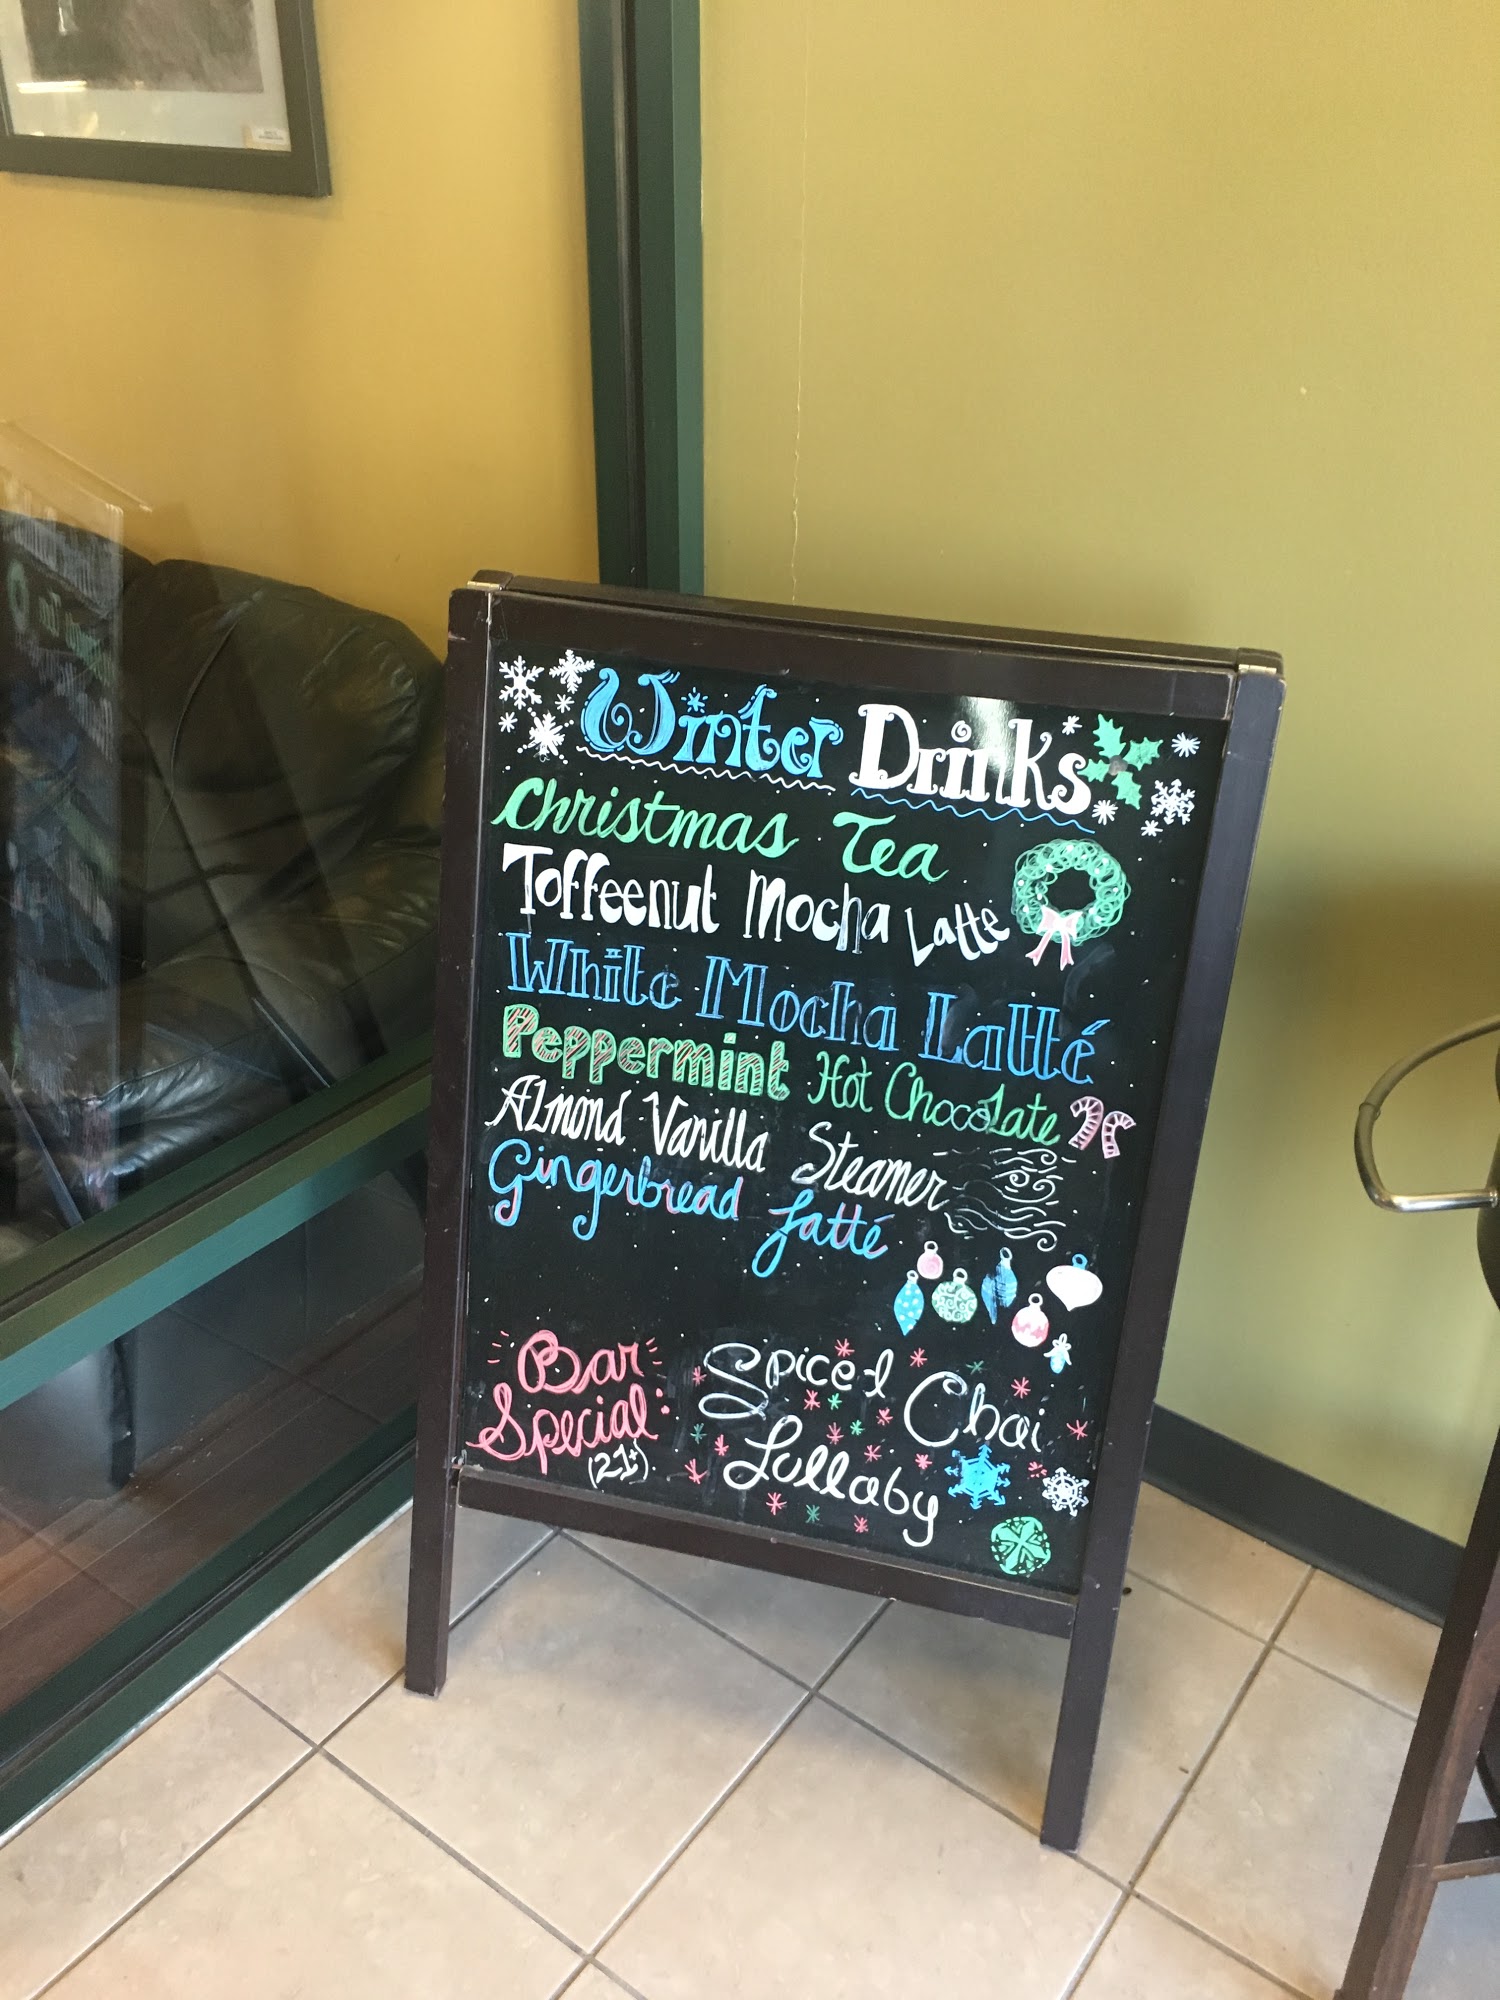 Winter Drinks
Christmas Tea
Toffeenut Mocha Latte
White Mocha Latté
Peppermint Hot Chocolate
Almond Vanilla Steamer
Gingerbread Latté
Bar Special: (21+)
Spiced Chai
Lullaby